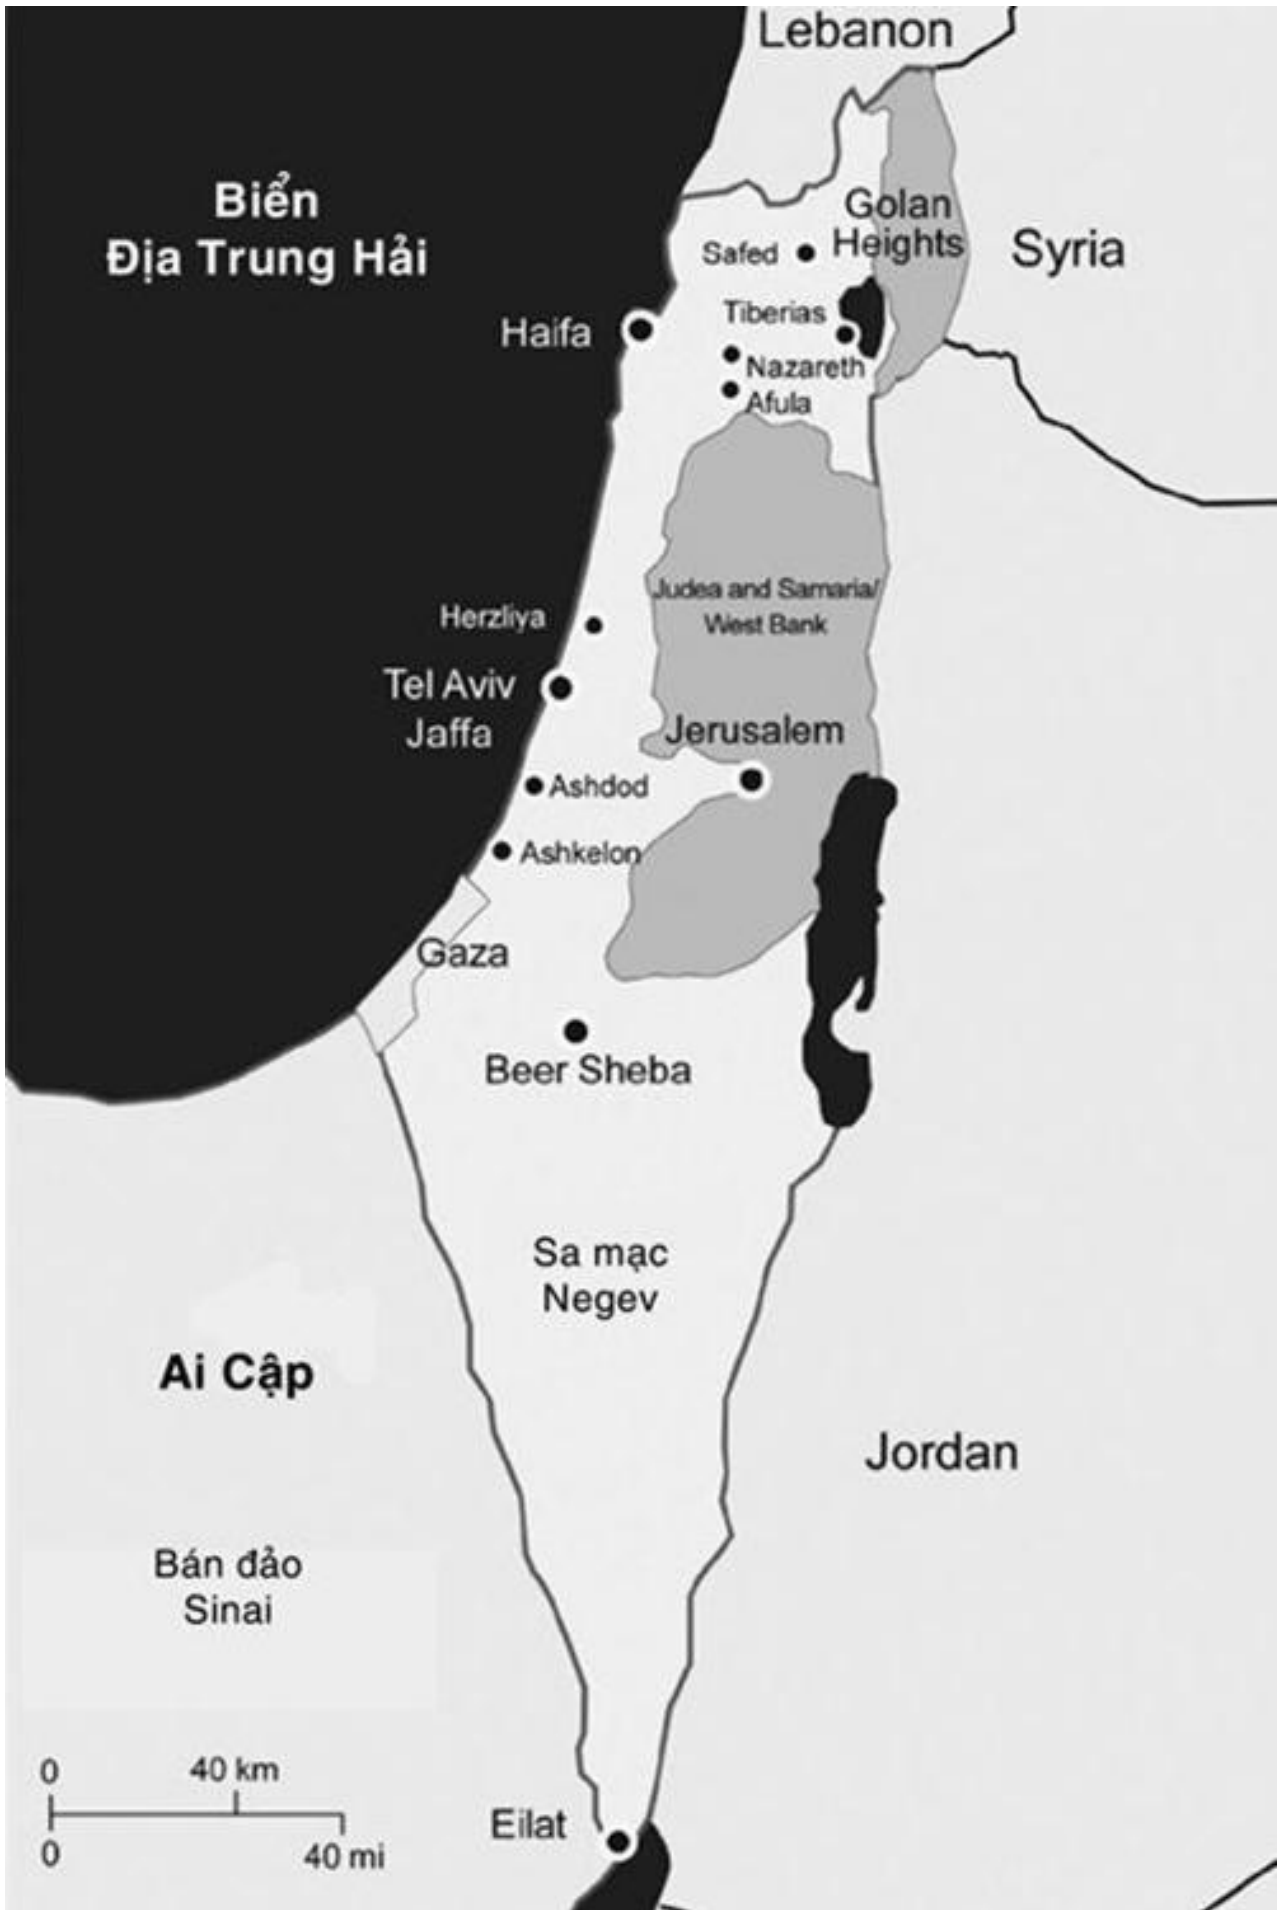 Lebanon
Biển
Địa Trung Hải
Golan
Heights
Syria
Safed
Tiberias
Haifa
Nazareth
Afula
Judea and Samaria/
West Bank
Herzliya
Tel Aviv
Jaffa
Jerusalem
Ashdod
Ashkelon
Gaza
Beer Sheba
Sa mạc
Negev
Ai Cập
Jordan
Bán đảo
Sinai
0 40 km
0 40 mi
Eilat